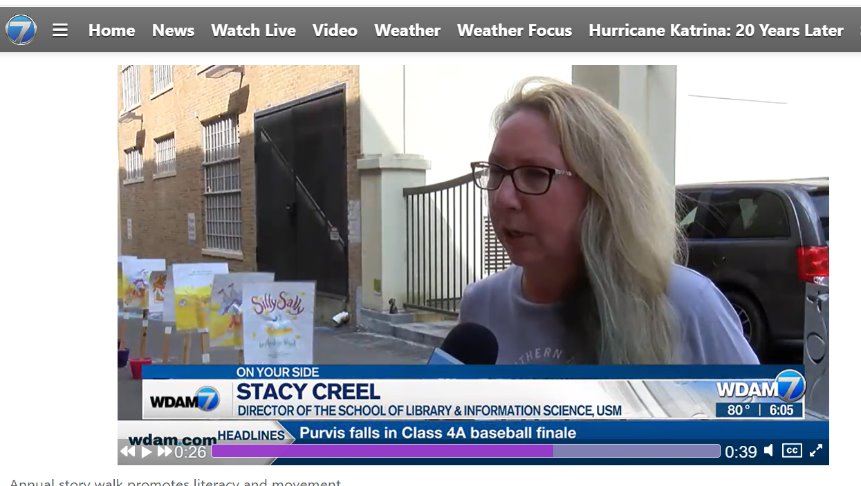 7 Home News Watch Live Video Weather Weather Focus Hurricane Katrina: 20 Years Later
Silly Sally
THERN
ON YOUR SIDE
WDAM 7 STACY CREEL WDAM 7
DIRECTOR OF THE SCHOOL OF LIBRARY & INFORMATION SCIENCE, USM 80° | 6:05
wdam.com HEADLINES Purvis falls in Class 4A baseball finale
0:26 0:39 CC
Annual story walk promotes literacy and movement